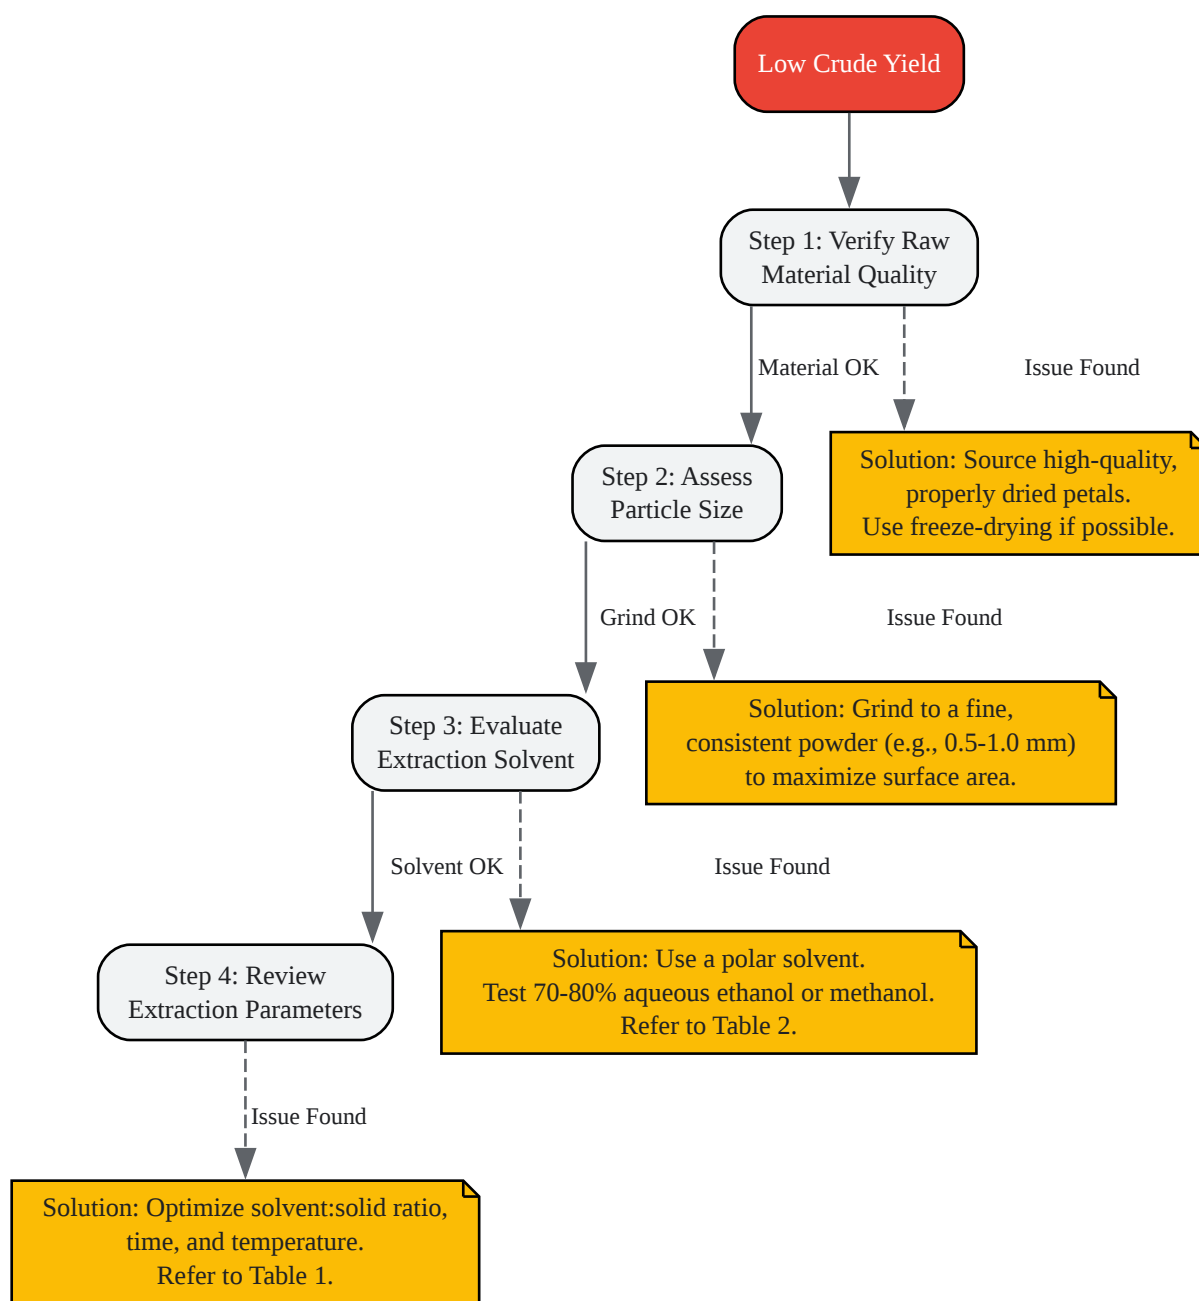 Low Crude Yield
Step 1: Verify Raw
Material Quality
Material OK
Issue Found
Solution: Source high-quality,
properly dried petals.
Use freeze-drying if possible.
Step 2: Assess
Particle Size
Grind OK
Issue Found
Solution: Grind to a fine,
consistent powder (e.g., 0.5-1.0 mm)
to maximize surface area.
Step 3: Evaluate
Extraction Solvent
Solvent OK
Issue Found
Solution: Use a polar solvent.
Test 70-80% aqueous ethanol or methanol.
Refer to Table 2.
Step 4: Review
Extraction Parameters
Issue Found
Solution: Optimize solvent:solid ratio,
time, and temperature.
Refer to Table 1.